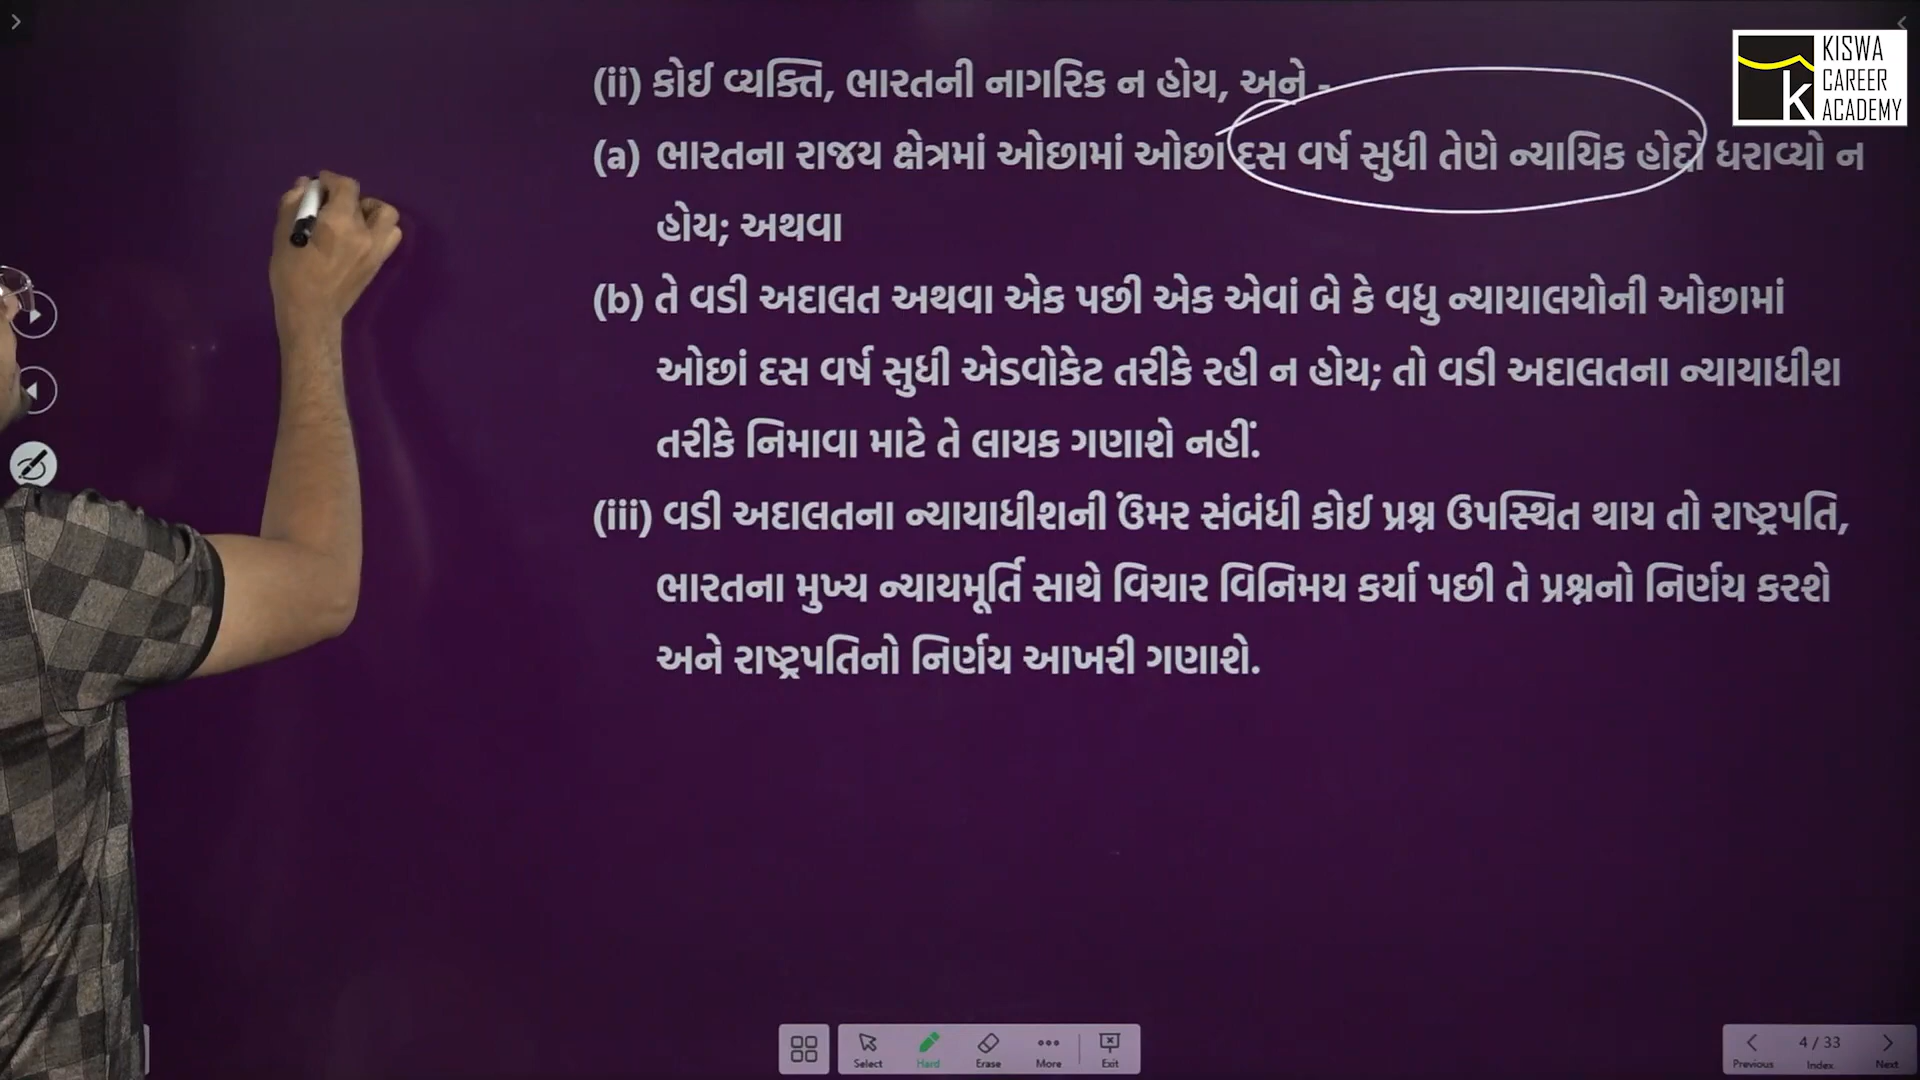 KISWA
CAREER
ACADEMY
(ii) કોઈ વ્યક્તિ, ભારતની નાગરિક ન હોય, અને -
(a) ભારતના રાજય ક્ષેત્રમાં ઓછામાં ઓછા દસ વર્ષ સુધી તેણે ન્યાયિક હોદ્દો ધરાવ્યો ન
હોય; અથવા
(b) તે વડી અદાલત અથવા એક પછી એક એવાં બે કે વધુ ન્યાયાલયોની ઓછામાં
ઓછાં દસ વર્ષ સુધી એડવોકેટ તરીકે રહી ન હોય; તો વડી અદાલતના ન્યાયાધીશ
તરીકે નિમાવા માટે તે લાયક ગણાશે નહીં.
(iii) વડી અદાલતના ન્યાયાધીશની ઉંમર સંબંધી કોઈ પ્રશ્ન ઉપસ્થિત થાય તો રાષ્ટ્રપતિ,
ભારતના મુખ્ય ન્યાયમૂર્તિ સાથે વિચાર વિનિમય કર્યા પછી તે પ્રશ્નનો નિર્ણય કરશે
અને રાષ્ટ્રપતિનો નિર્ણય આખરી ગણાશે.
Select Hard Erase More Exit
4 / 33
Previous Index Next